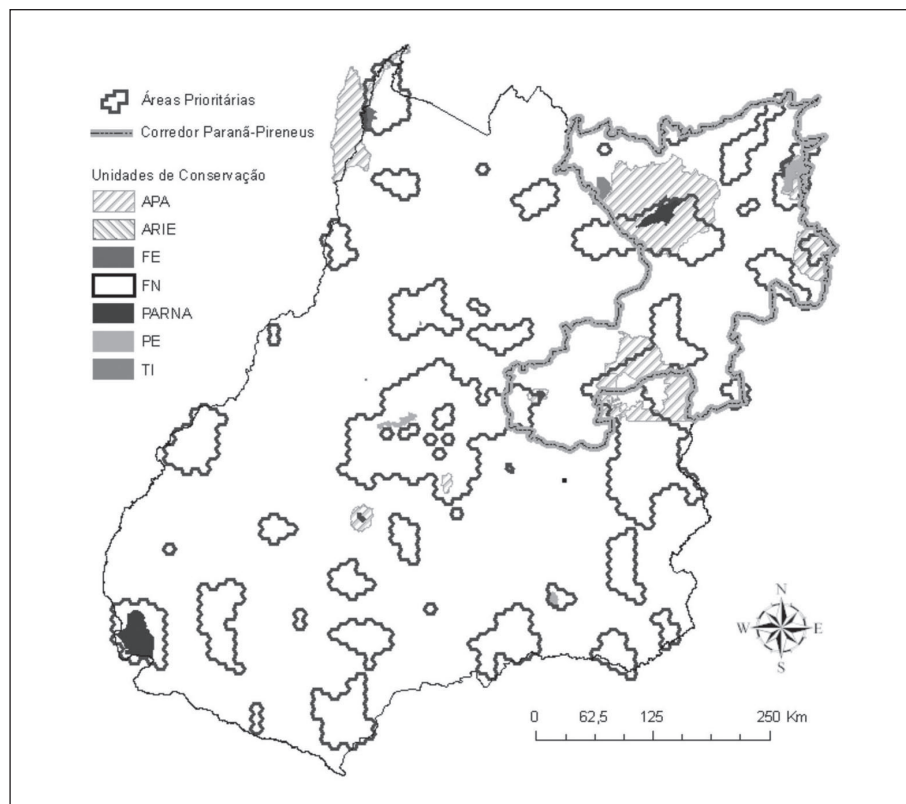 Áreas Prioritárias
Corredor Paranã-Pireneus
Unidades de Conservação
APA
ARIE
FE
FN
PARNA
PE
TI
N
W E
S
0 62,5 125 250 Km